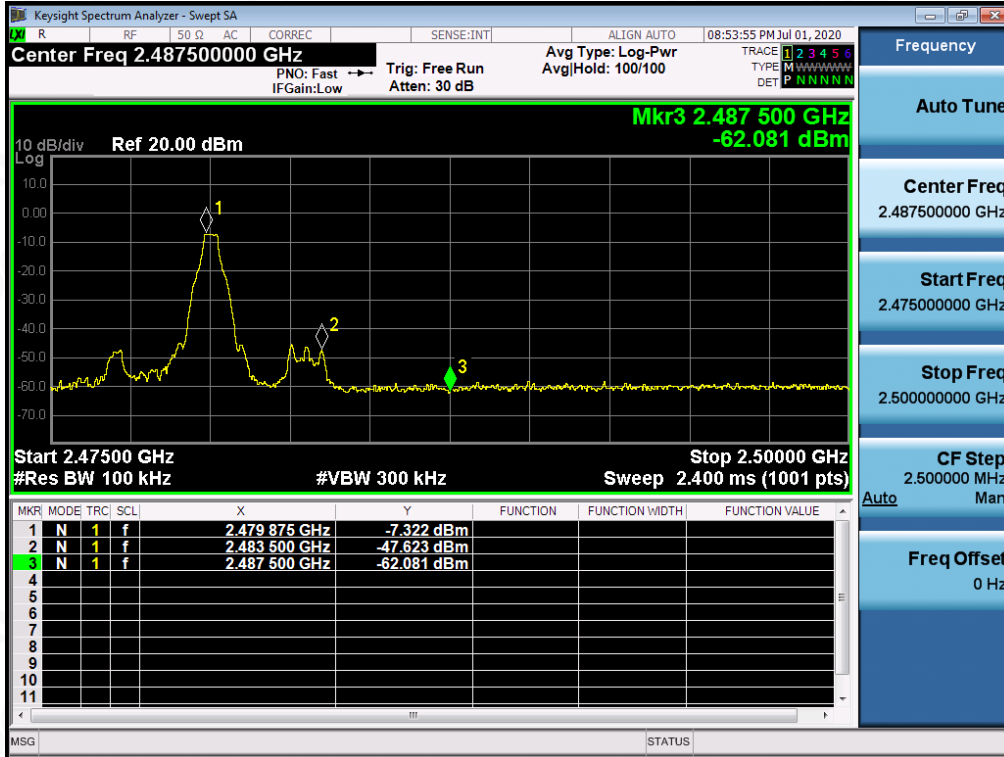 Keysight Spectrum Analyzer - Swept SA
LXI R RF 50 Ω AC CORREC SENSE:INT ALIGN AUTO 08:53:55 PM Jul 01, 2020
Center Freq 2.487500000 GHz
PNO: Fast
IFGain:Low
Trig: Free Run
Atten: 30 dB
Avg Type: Log-Pwr
Avg|Hold: 100/100
TRACE 1 2 3 4 5 6
TYPE M WWWWW
DET P N N N N N
Mkr3 2.487 500 GHz
-62.081 dBm
10 dB/div Ref 20.00 dBm
Log
10.0
0.00
-10.0
-20.0
-30.0
-40.0
-50.0
-60.0
-70.0
1
2
3
Start 2.47500 GHz Stop 2.50000 GHz
#Res BW 100 kHz #VBW 300 kHz Sweep 2.400 ms (1001 pts)
MKR MODE TRC SCL X Y FUNCTION FUNCTION WIDTH FUNCTION VALUE
1 N 1 f 2.479 875 GHz -7.322 dBm
2 N 1 f 2.483 500 GHz -47.623 dBm
3 N 1 f 2.487 500 GHz -62.081 dBm
4
5
6
7
8
9
10
11
MSG STATUS
Frequency
Auto Tune
Center Freq
2.487500000 GHz
Start Freq
2.475000000 GHz
Stop Freq
2.500000000 GHz
CF Step
2.500000 MHz
Auto Man
Freq Offset
0 Hz